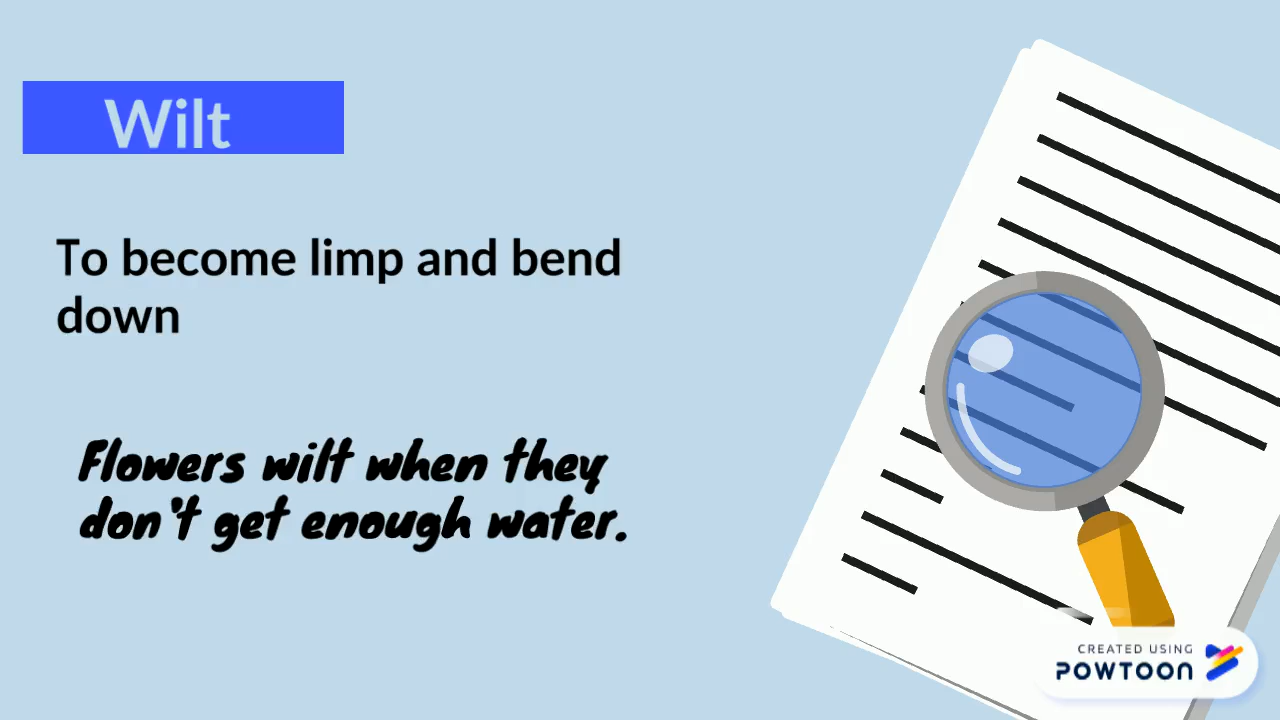 Wilt
To become limp and bend
down
Flowers wilt when they
don't get enough water.
CREATED USING
POWTOON